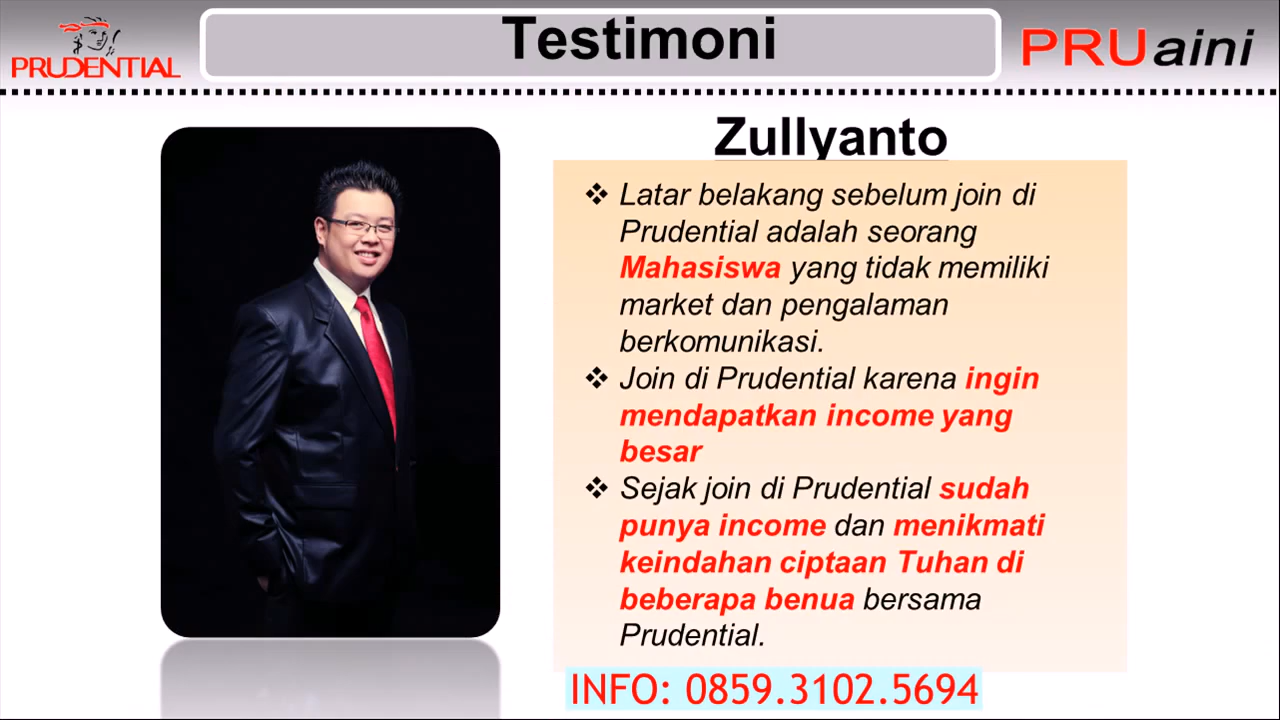 Testimoni
PRUDENTIAL
PRUaini
Zullyanto
❖ Latar belakang sebelum join di
Prudential adalah seorang
Mahasiswa yang tidak memiliki
market dan pengalaman
berkomunikasi.
❖ Join di Prudential karena ingin
mendapatkan income yang
besar
❖ Sejak join di Prudential sudah
punya income dan menikmati
keindahan ciptaan Tuhan di
beberapa benua bersama
Prudential.
INFO: 0859.3102.5694